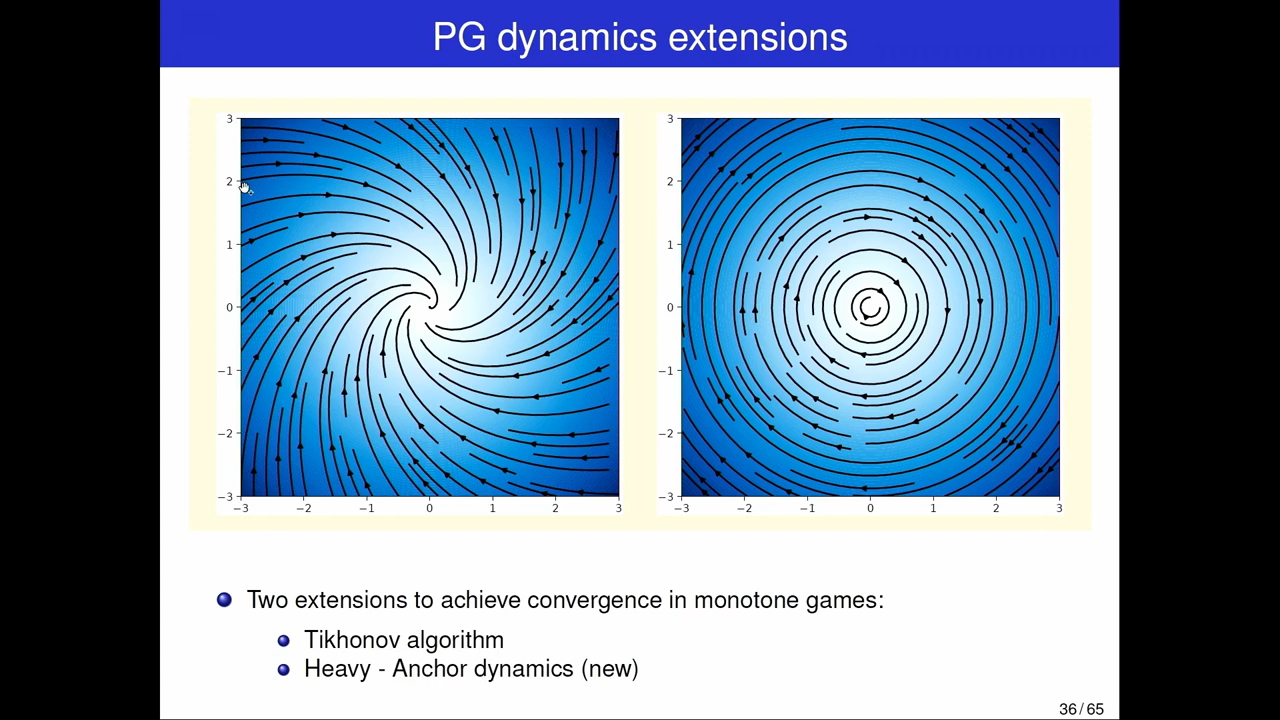 PG dynamics extensions
3
2
1
0
−1
−2
−3
−3 −2 −1 0 1 2 3
3
2
1
0
−1
−2
−3
−3 −2 −1 0 1 2 3
Two extensions to achieve convergence in monotone games:
Tikhonov algorithm
Heavy - Anchor dynamics (new)
36 / 65